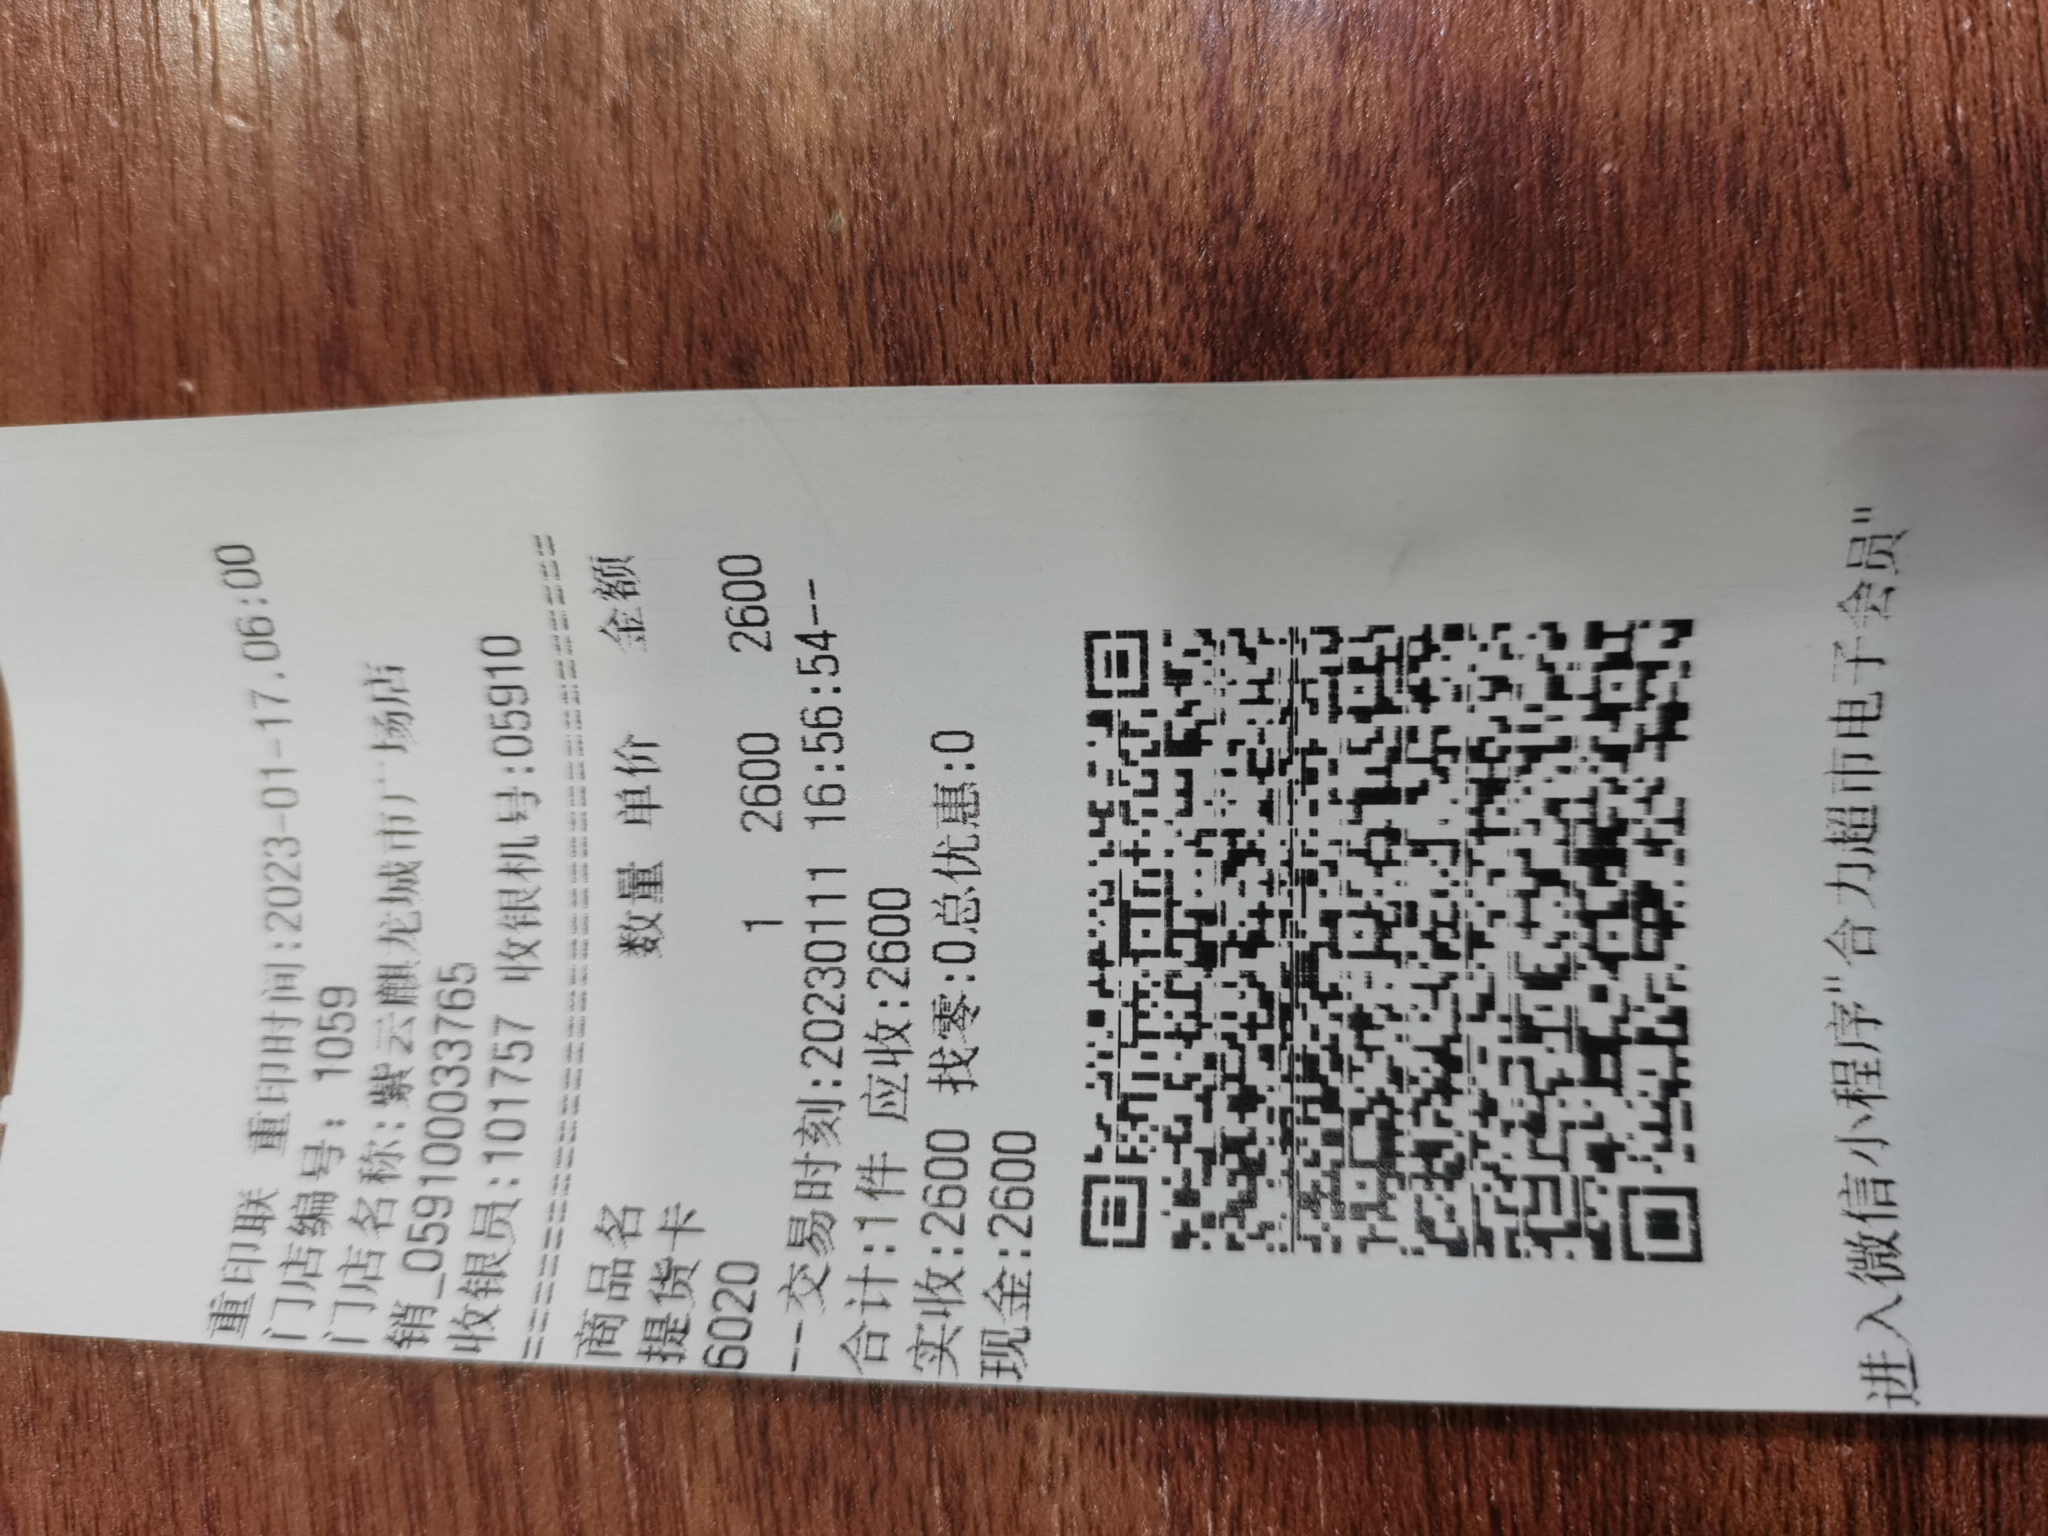 重印联 重印时间:2023-01-17.06:00
门店编号: 1059
门店名称:紫云麒龙城市广场店
销_05910003​3765
收银员:101757 收银机号:05910
商品名 数量 单价 金额
提货卡
6020 1 2600 2600
--交易时刻:20230111 16:56:54--
合计:1件 应收:2600
实收:2600 找零:0总优惠:0
现金:2600
进入微信小程序"合力超市电子会员"